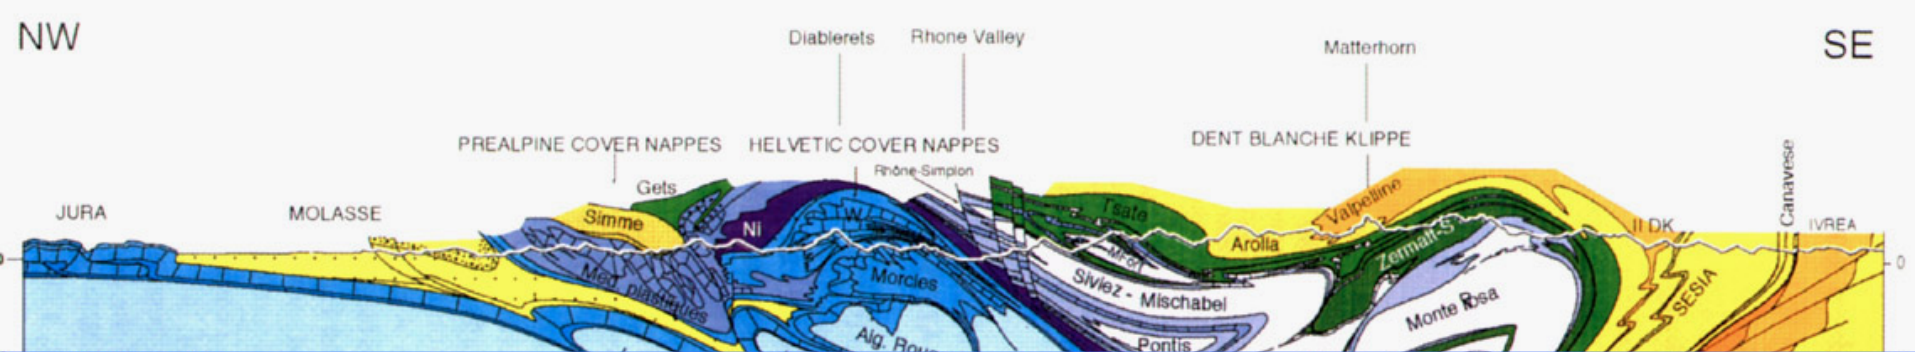 NW
SE
Diablerets
Rhone Valley
Matterhorn
PREALPINE COVER NAPPES
HELVETIC COVER NAPPES
DENT BLANCHE KLIPPE
Rhône-Simplon
Canavese
Gets
JURA
MOLASSE
Simme
Ni
W
Tsate
Valpelline
II DK
IVREA
Arolla
Zermatt-S
M Fort
0
Med. plastiques
Morcles
Siviez - Mischabel
Monte Rosa
SESIA
Alg. Rou
Pontis